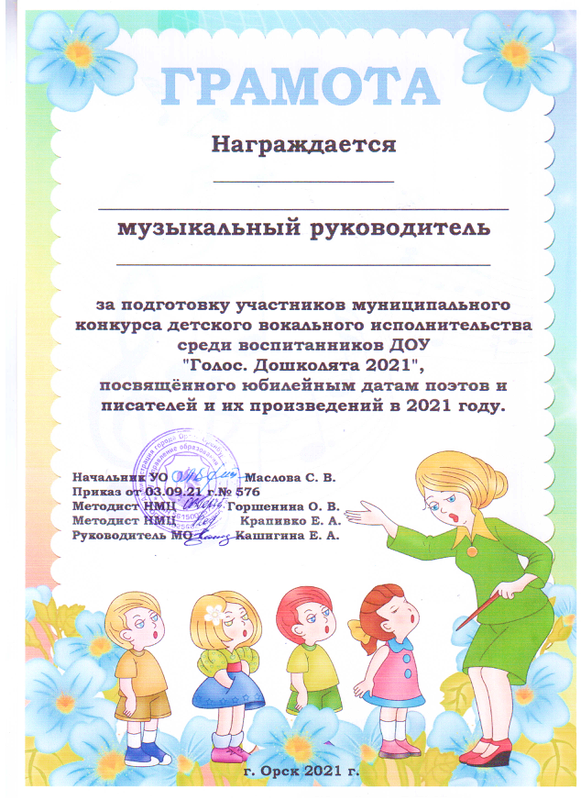 ГРАМОТА
Награждается
музыкальный руководитель
за подготовку участников муниципального
конкурса детского вокального исполнительства
среди воспитанников ДОУ
"Голос. Дошколята 2021",
посвящённого юбилейным датам поэтов и
писателей и их произведений в 2021 году.
Начальник УО Маслова С. В.
Приказ от 03.09.21 г.№ 576
Методист НМЦ Горшенина О. В.
Методист НМЦ Крапивко Е. А.
Руководитель МО Кашигина Е. А.
г. Орск 2021 г.